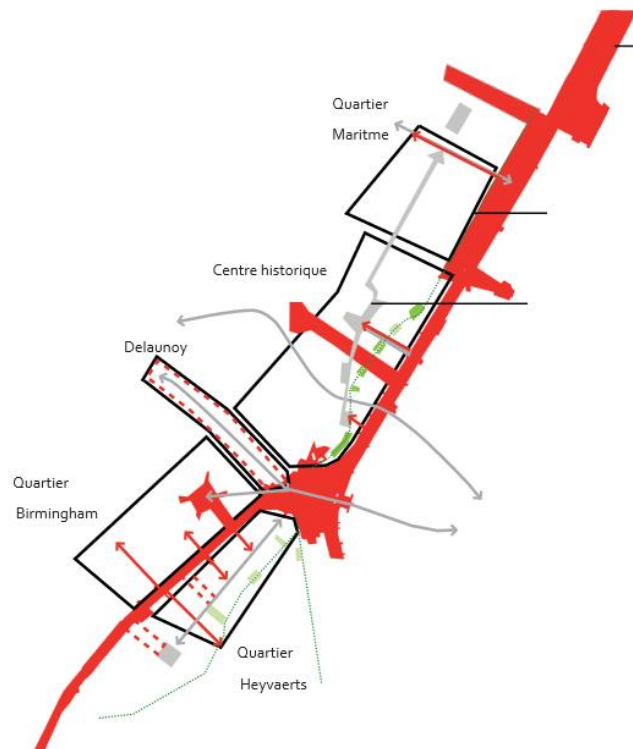 Quartier
Maritme
Centre historique
Delaunoy
Quartier
Birmingham
Quartier
Heyvaerts